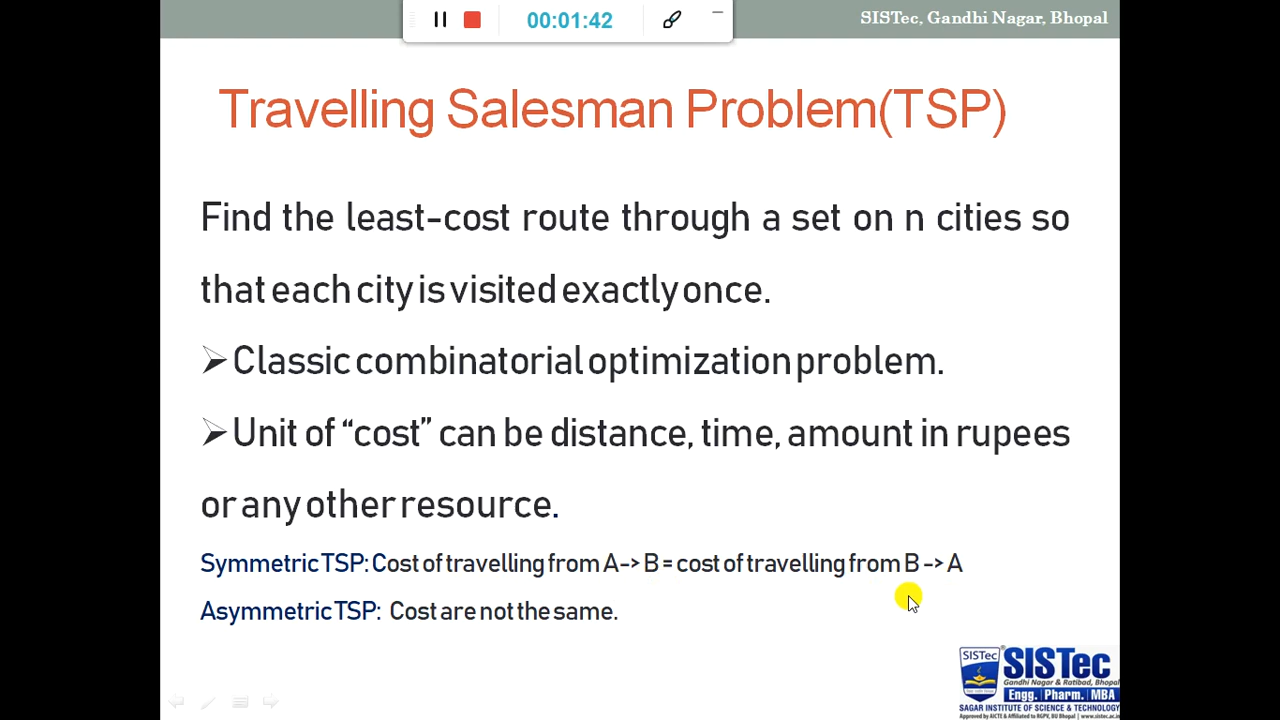 00:01:42
SISTec, Gandhi Nagar, Bhopal
Travelling Salesman Problem(TSP)
Find the least-cost route through a set on n cities so
that each city is visited exactly once.
➢Classic combinatorial optimization problem.
➢Unit of “cost” can be distance, time, amount in rupees
or any other resource.
Symmetric TSP: Cost of travelling from A-> B = cost of travelling from B -> A
Asymmetric TSP: Cost are not the same.
SISTec
SISTec
Gandhi Nagar & Ratibad, Bhopal
Engg. | Pharm. | MBA
SAGAR INSTITUTE OF SCIENCE & TECHNOLOGY
Approved by AICTE & Affiliated to RGPV, BU Bhopal | www.sistec.ac.in